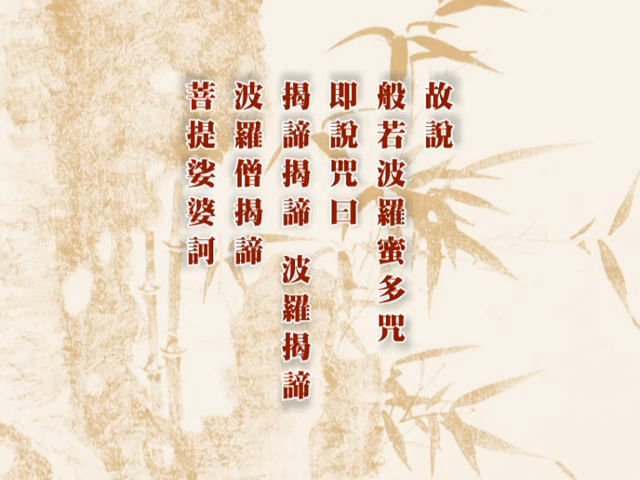 故說
般若波羅蜜多咒
即說咒曰
揭諦揭諦 波羅揭諦
波羅僧揭諦
菩提娑婆訶